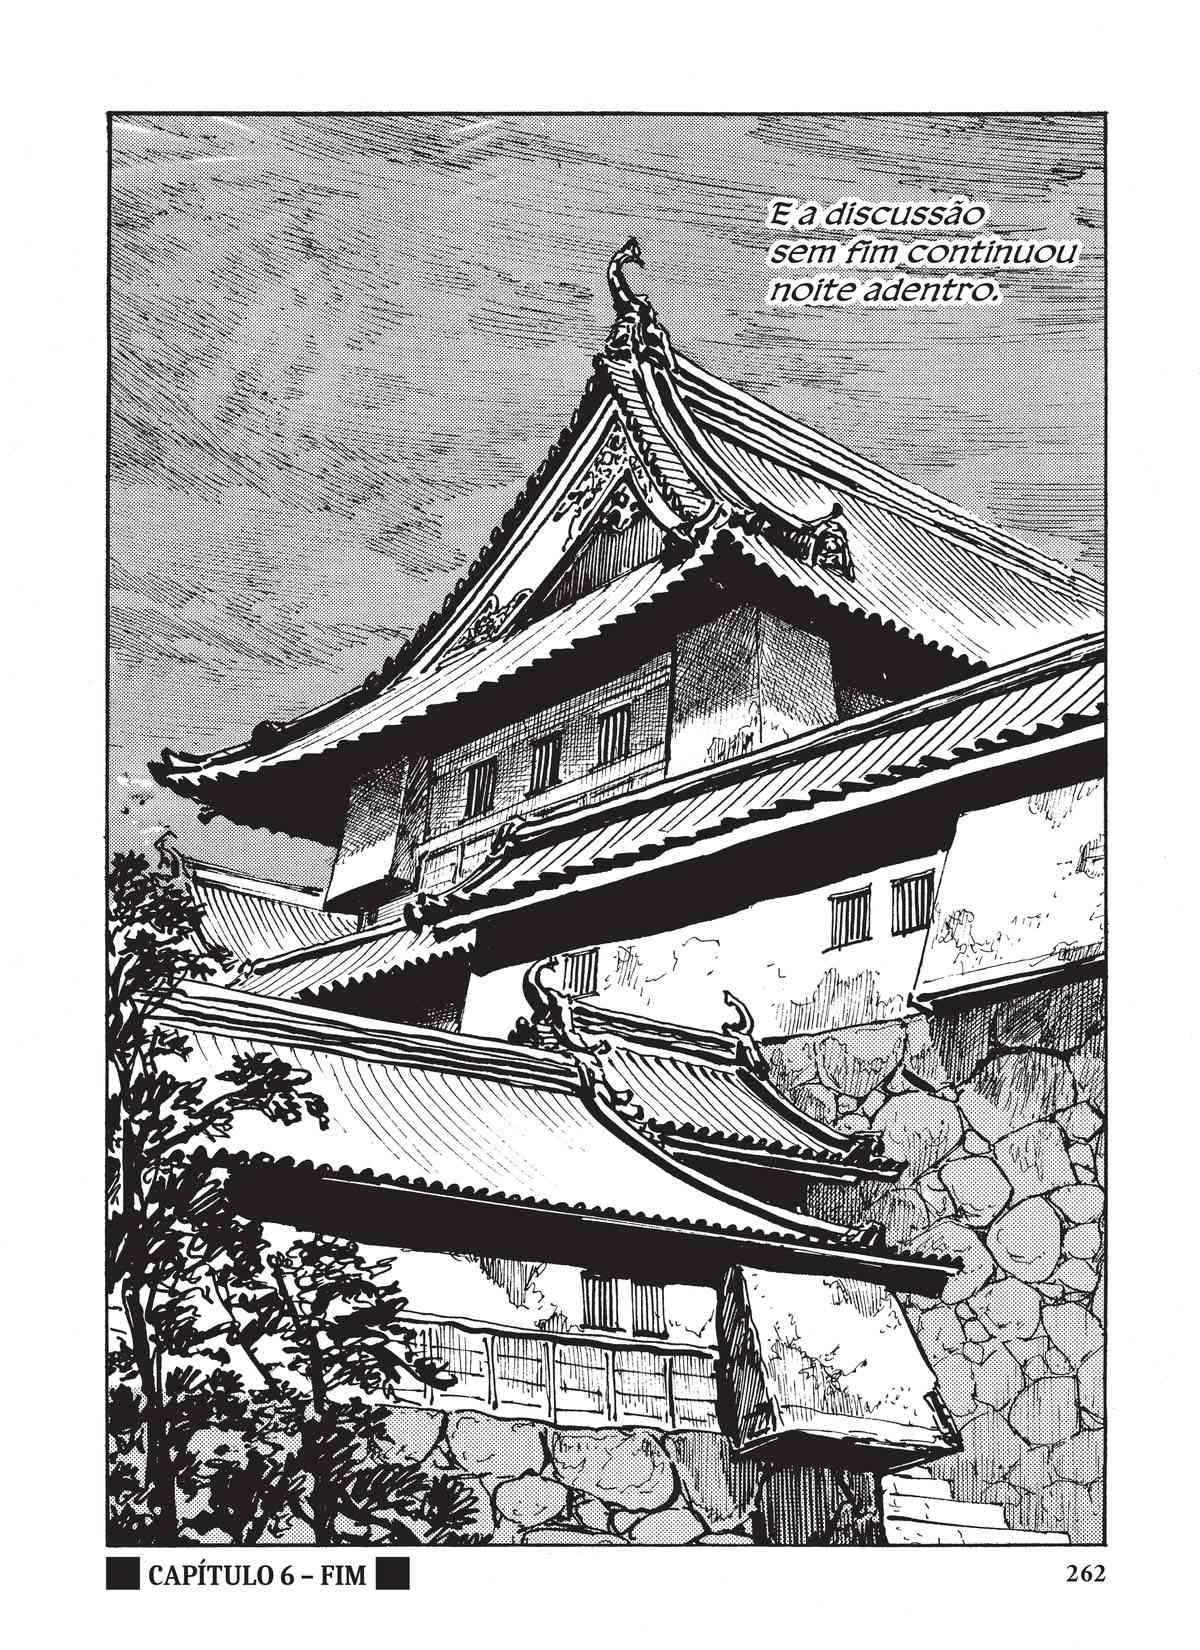 E a discussão
sem fim continuou
noite adentro.
CAPÍTULO 6 – FIM
262